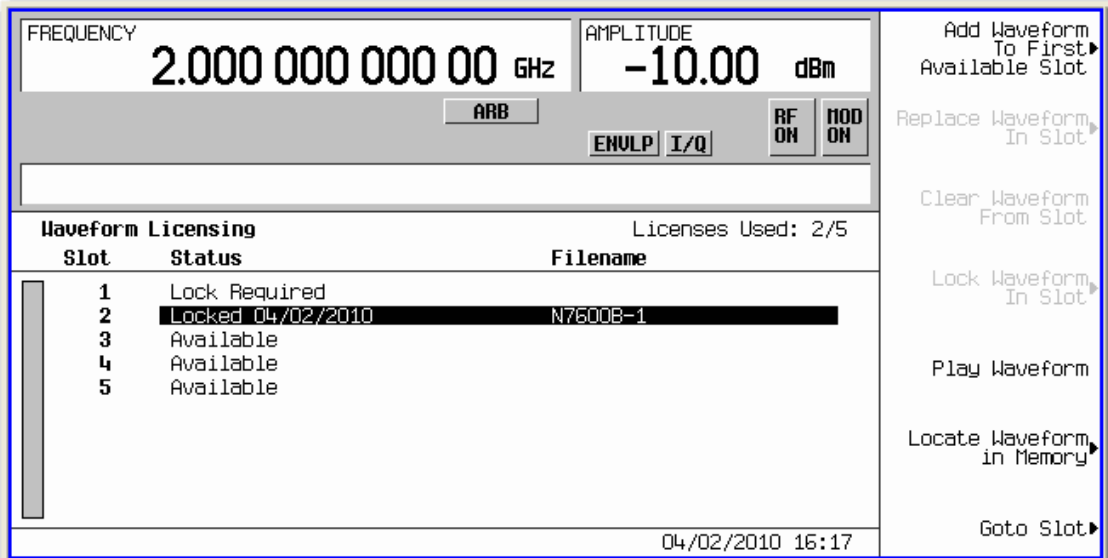 FREQUENCY
2.000 000 000 00 GHz
AMPLITUDE
-10.00 dBm
ARB
ENVLP I/Q
RF ON
MOD ON
Waveform Licensing
Licenses Used: 2/5
Slot Status Filename
1 Lock Required
2 Locked 04/02/2010 N7600B-1
3 Available
4 Available
5 Available
04/02/2010 16:17
Add Waveform
To First
Available Slot
Replace Waveform
In Slot
Clear Waveform
From Slot
Lock Waveform
In Slot
Play Waveform
Locate Waveform
in Memory
Goto Slot